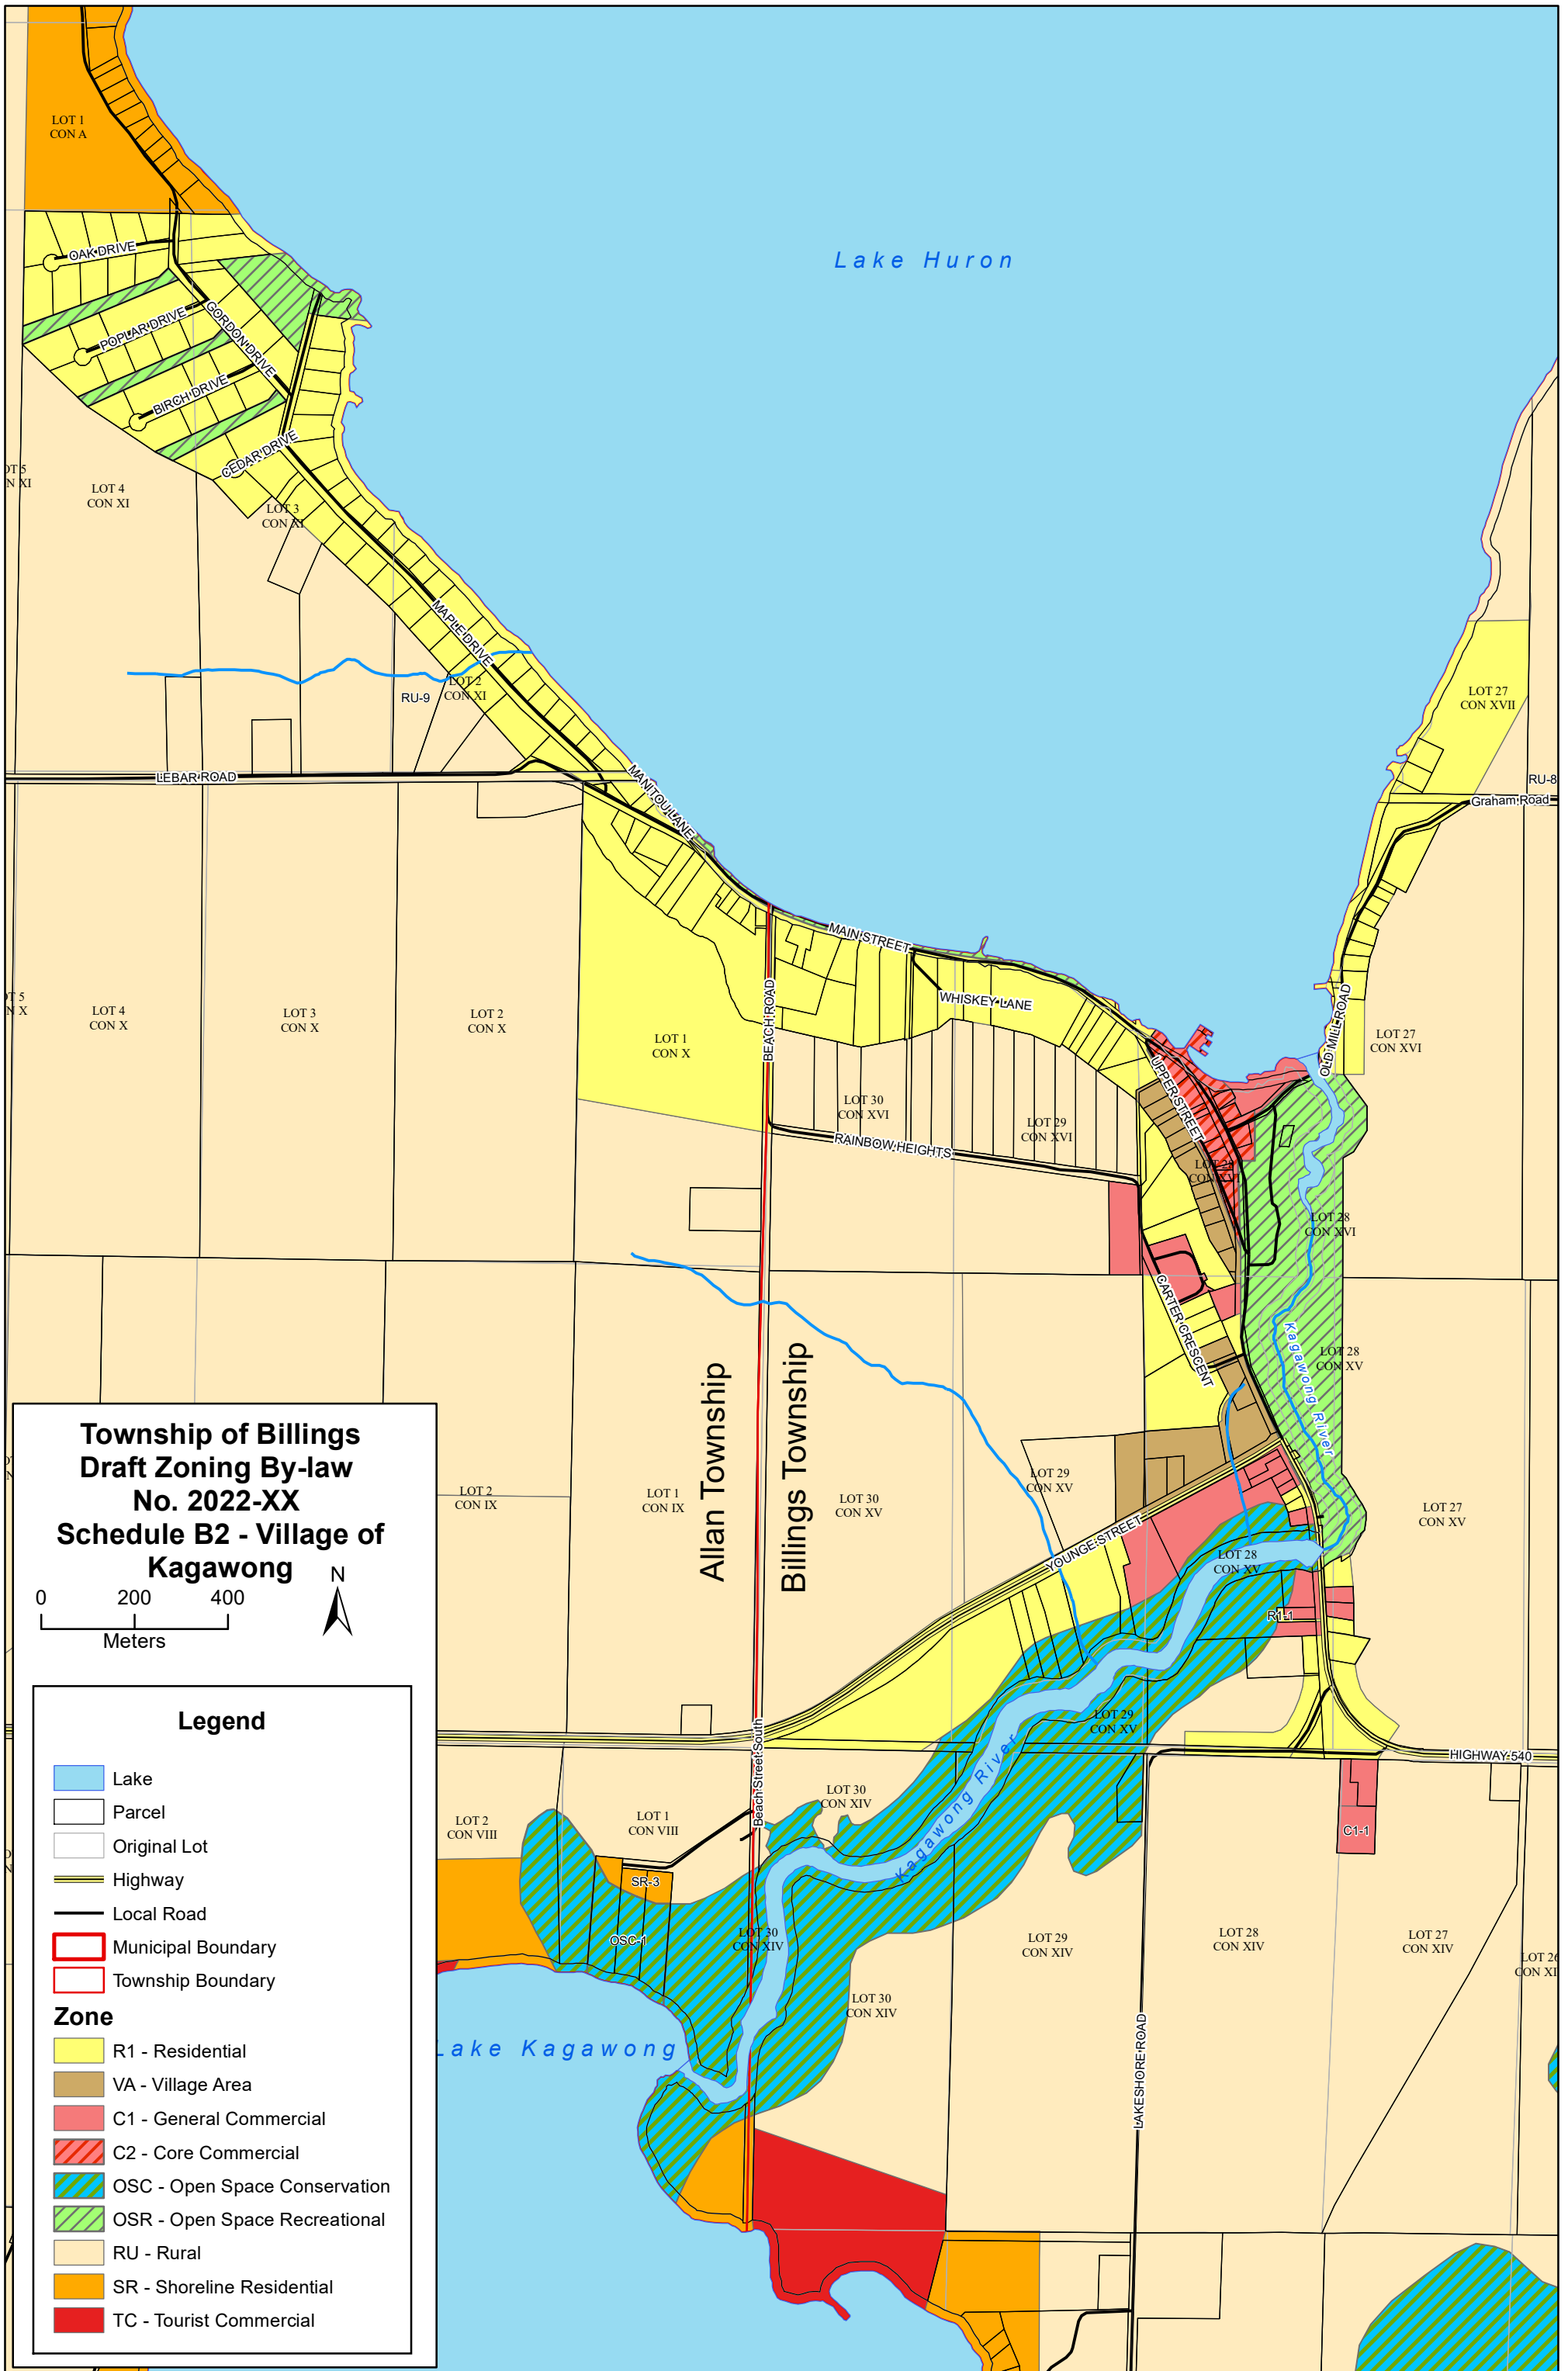 LOT 1
CON A
Lake Huron
OAK DRIVE
POPLAR DRIVE
GORDON DRIVE
BIRCH DRIVE
CEDAR DRIVE
LOT 4
CON XI
LOT 3
CON XI
MAPLE DRIVE
LOT 2
CON XI
RU-9
LEBAR ROAD
MANITOU LANE
LOT 27
CON XVII
RU-8
Graham Road
MAIN STREET
WHISKEY LANE
BEACH ROAD
OLD MILL ROAD
LOT 4
CON X
LOT 3
CON X
LOT 2
CON X
LOT 1
CON X
LOT 27
CON XVI
UPPER STREET
LOT 30
CON XVI
LOT 29
CON XVI
RAINBOW HEIGHTS
LOT 28
CON XVI
CARTER CRESCENT
Kagawong River
LOT 28
CON XV
Allan Township
Billings Township
LOT 2
CON IX
LOT 1
CON IX
LOT 30
CON XV
LOT 29
CON XV
LOT 27
CON XV
YOUNGE STREET
LOT 28
CON XV
R1-1
LOT 29
CON XV
HIGHWAY 540
Beach Street South
LOT 30
CON XIV
LOT 2
CON VIII
LOT 1
CON VIII
Kagawong River
C1-1
SR-3
OSC-1
LOT 30
CON XIV
LOT 29
CON XIV
LOT 28
CON XIV
LOT 27
CON XIV
LOT 30
CON XIV
Lake Kagawong
LAKESHORE ROAD
Township of Billings
Draft Zoning By-law
No. 2022-XX
Schedule B2 - Village of
Kagawong
N
0 200 400
Meters
Legend
Lake
Parcel
Original Lot
Highway
Local Road
Municipal Boundary
Township Boundary
Zone
R1 - Residential
VA - Village Area
C1 - General Commercial
C2 - Core Commercial
OSC - Open Space Conservation
OSR - Open Space Recreational
RU - Rural
SR - Shoreline Residential
TC - Tourist Commercial